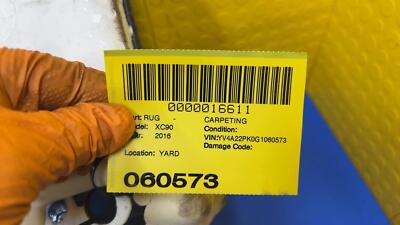 0000016611
rt: RUG - CARPETING
del: XC90 Condition:
r: 2016 VIN:YV4A22PK0G1060573
Damage Code:
Location: YARD
060573